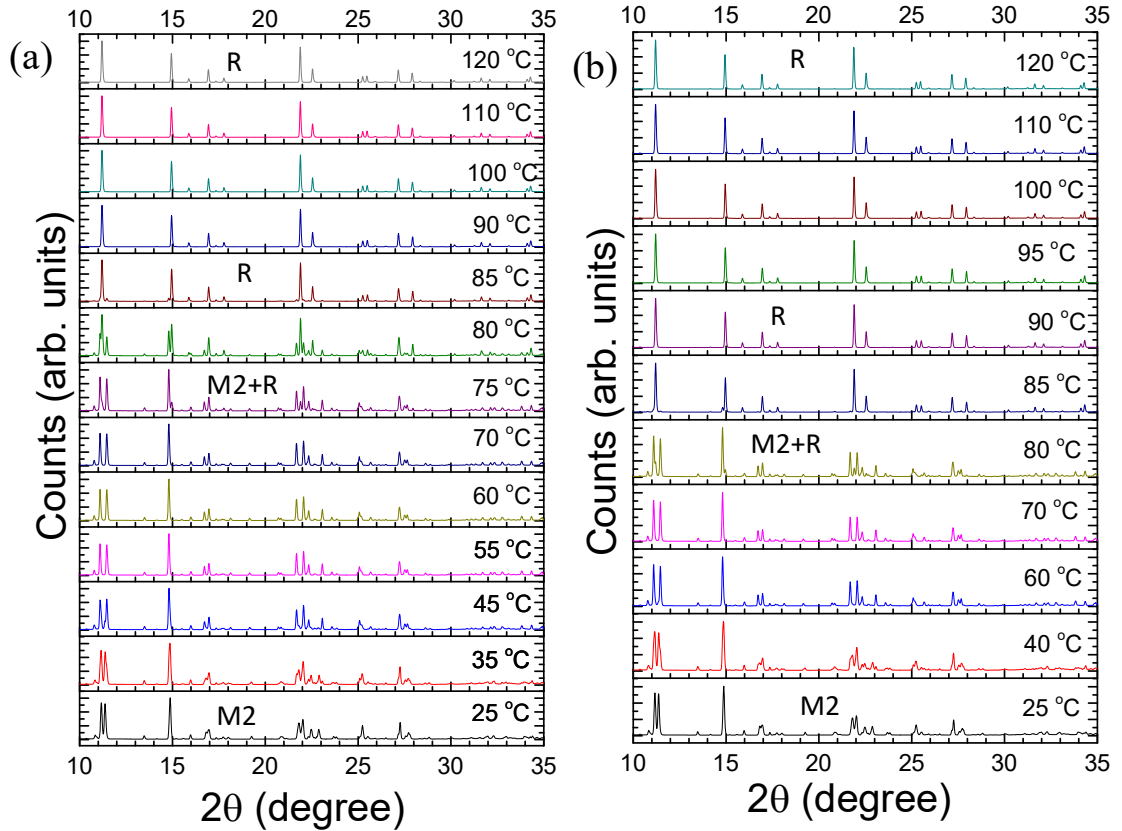 (a)
10 15 20 25 30 35
R 120 °C
110 °C
100 °C
90 °C
R 85 °C
80 °C
M2+R 75 °C
70 °C
60 °C
55 °C
45 °C
35 °C
M2 25 °C
10 15 20 25 30 35
2θ (degree)
Counts (arb. units)
(b)
10 15 20 25 30 35
R 120 °C
110 °C
100 °C
95 °C
R 90 °C
85 °C
M2+R 80 °C
70 °C
60 °C
40 °C
M2 25 °C
10 15 20 25 30 35
2θ (degree)
Counts (arb. units)